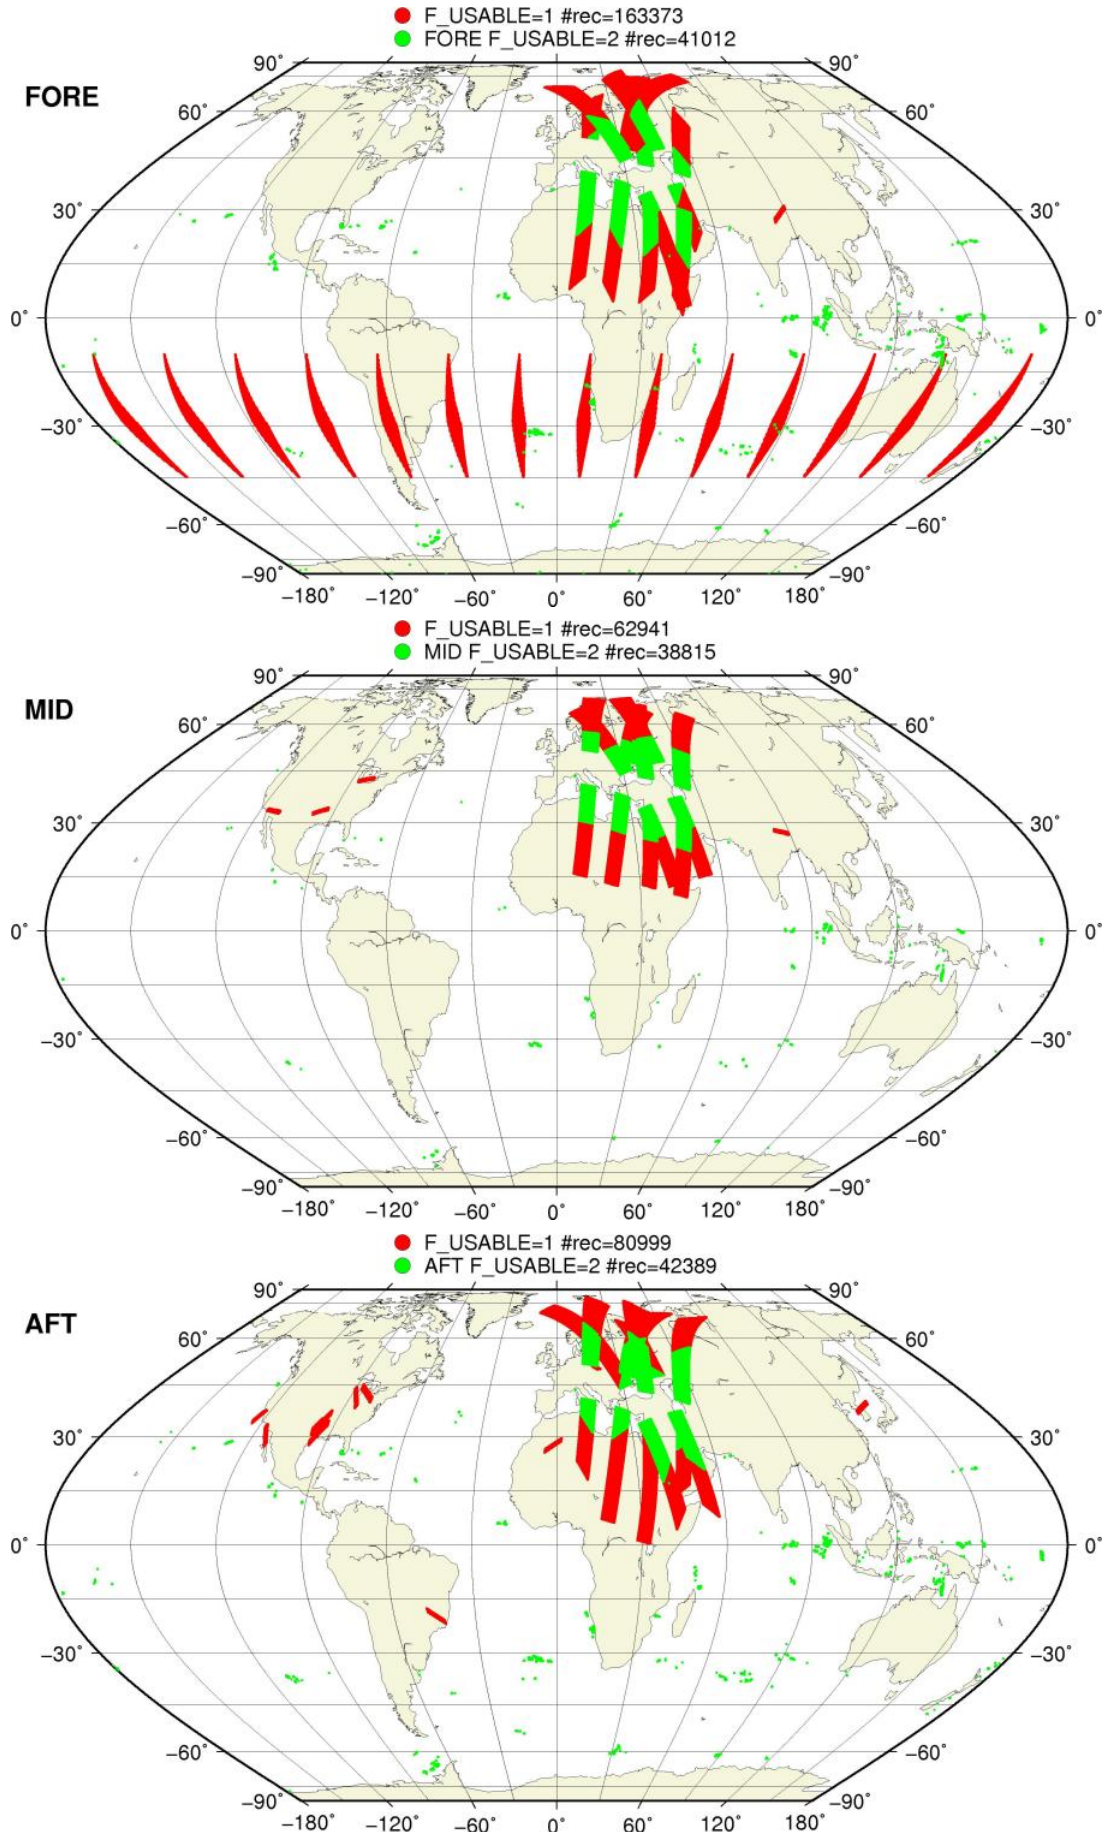 F_USABLE=1 #rec=163373
FORE F_USABLE=2 #rec=41012
FORE
90° 90°
60° 60°
30° 30°
0° 0°
−30° −30°
−60° −60°
−90° −90°
−180° −120° −60° 0° 60° 120° 180°
F_USABLE=1 #rec=62941
MID F_USABLE=2 #rec=38815
MID
90° 90°
60° 60°
30° 30°
0° 0°
−30° −30°
−60° −60°
−90° −90°
−180° −120° −60° 0° 60° 120° 180°
F_USABLE=1 #rec=80999
AFT F_USABLE=2 #rec=42389
AFT
90° 90°
60° 60°
30° 30°
0° 0°
−30° −30°
−60° −60°
−90° −90°
−180° −120° −60° 0° 60° 120° 180°